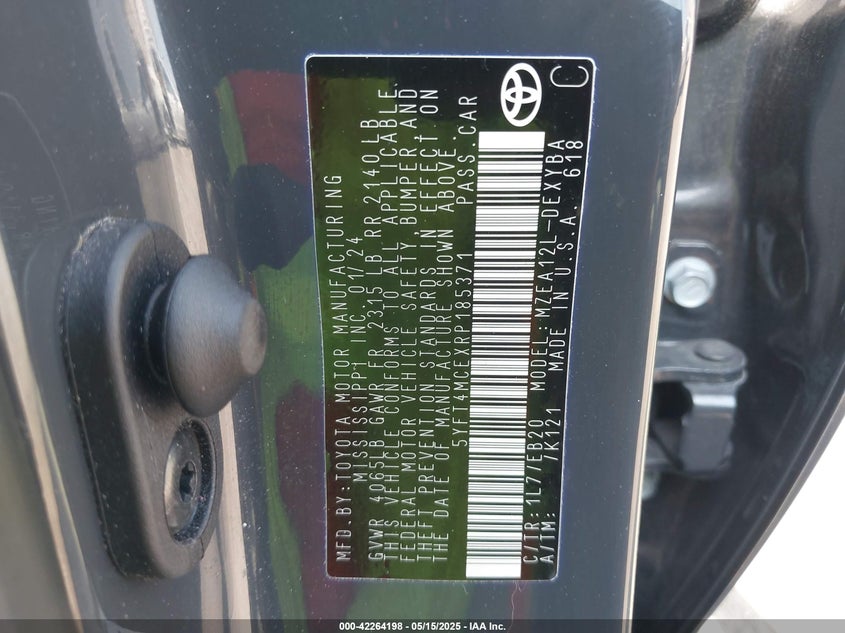 MFD. BY: TOYOTA MOTOR MANUFACTURING
MISSISSIPPI INC. 01/24
GVWR 4065LB GAWR FR 2315 LB RR 2140 LB
THIS VEHICLE CONFORMS TO ALL APPLICABLE
FEDERAL MOTOR VEHICLE SAFETY, BUMPER, AND
THEFT PREVENTION STANDARDS IN EFFECT ON
THE DATE OF MANUFACTURE SHOWN ABOVE.
5YFT4MCEXRP185371 PASS. CAR
C/TR: 1L7/EB20 MODEL: MZEA12L-DEXYBA
A/TM: /K121 MADE IN U.S.A. 618
C
000-42264198 - 05/15/2025 - IAA Inc.